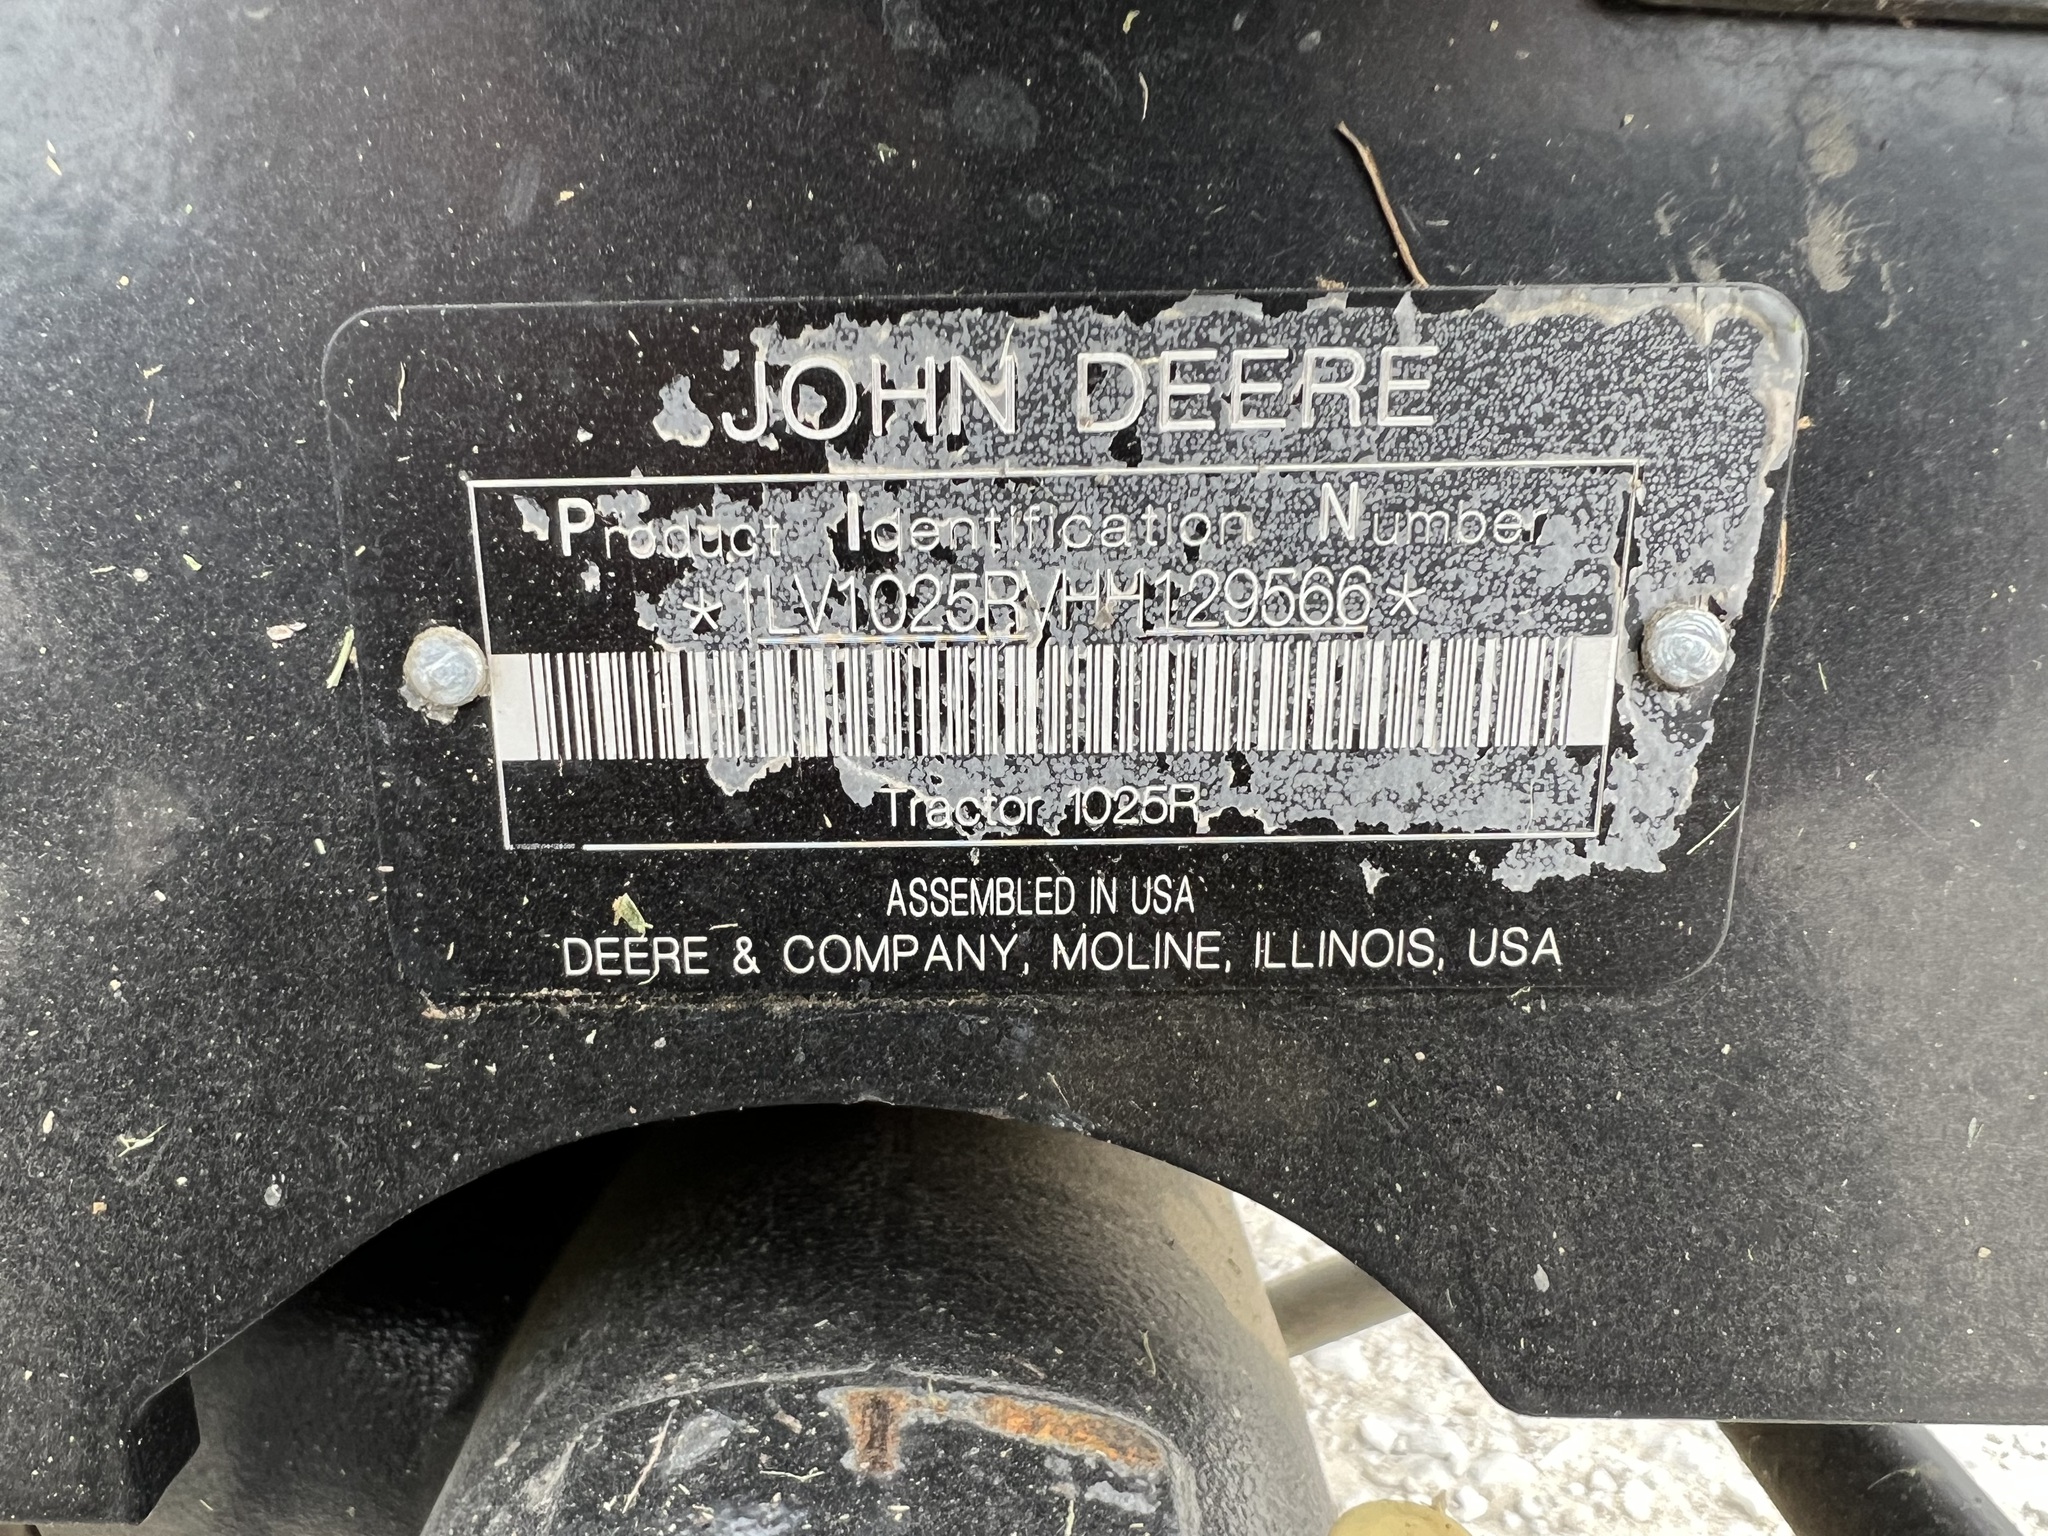 JOHN DEERE
Product Identification Number
*1LV1025RVHH129566*
Tractor 1025R
ASSEMBLED IN USA
DEERE & COMPANY, MOLINE, ILLINOIS, USA